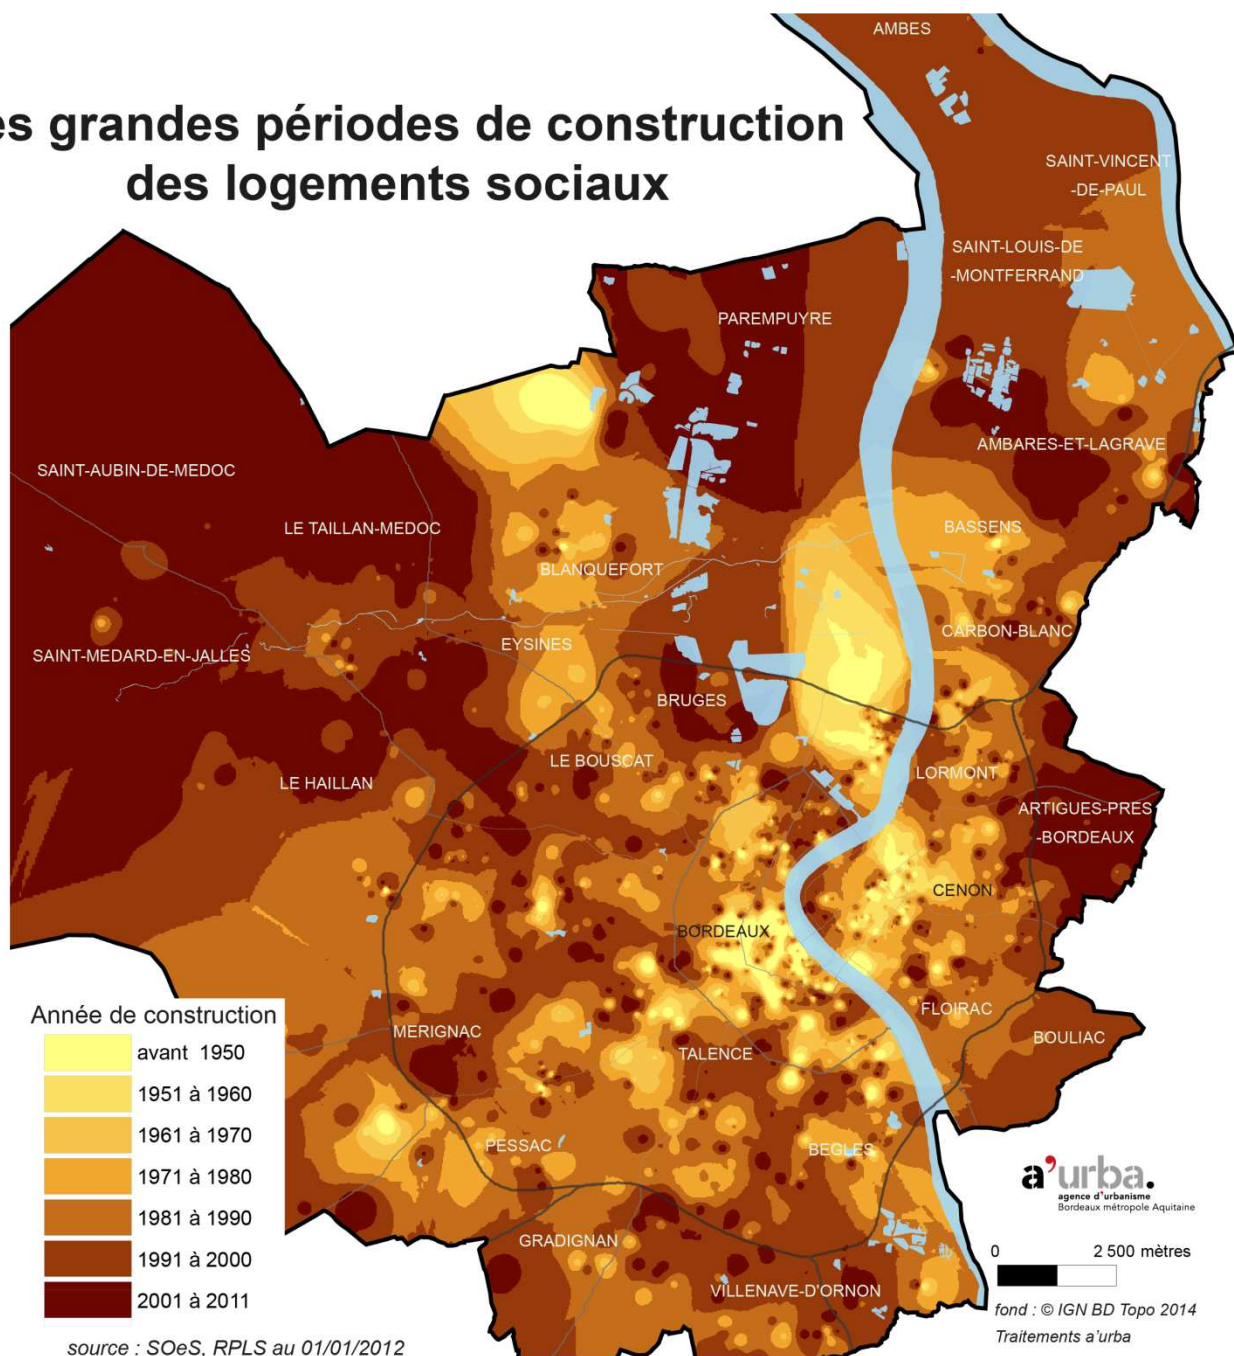 es grandes périodes de construction
des logements sociaux
AMBES
SAINT-VINCENT
-DE-PAUL
SAINT-LOUIS-DE
-MONTFERRAND
PAREMPUYRE
AMBARES-ET-LAGRAVE
SAINT-AUBIN-DE-MEDOC
LE TAILLAN-MEDOC
BASSENS
BLANQUEFORT
CARBON-BLANC
EYSINES
SAINT-MEDARD-EN-JALLES
BRUGES
LE BOUSCAT
LORMONT
LE HAILLAN
ARTIGUES-PRES
-BORDEAUX
CENON
BORDEAUX
FLOIRAC
MERIGNAC
BOULIAC
TALENCE
PESSAC
BEGLES
GRADIGNAN
VILLENAVE-D'ORNON
Année de construction
avant 1950
1951 à 1960
1961 à 1970
1971 à 1980
1981 à 1990
1991 à 2000
2001 à 2011
source : SOeS, RPLS au 01/01/2012
a'urba.
agence d'urbanisme
Bordeaux métropole Aquitaine
0 2 500 mètres
fond : © IGN BD Topo 2014
Traitements a'urba